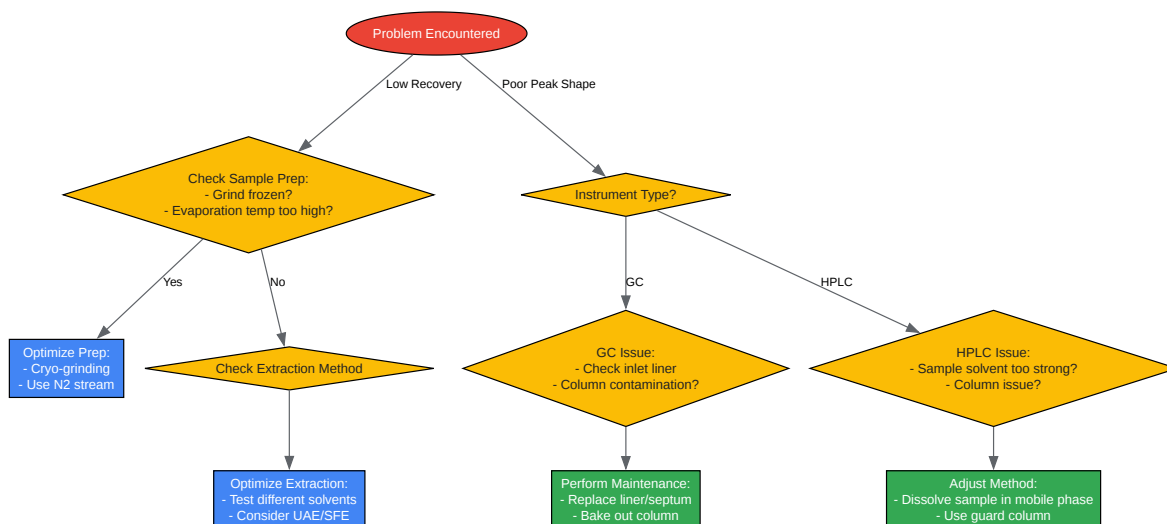 Problem Encountered
Low Recovery
Poor Peak Shape
Check Sample Prep:
- Grind frozen?
- Evaporation temp too high?
Instrument Type?
Yes
No
GC
HPLC
Optimize Prep:
- Cryo-grinding
- Use N2 stream
Check Extraction Method
GC Issue:
- Check inlet liner
- Column contamination?
HPLC Issue:
- Sample solvent too strong?
- Column issue?
Optimize Extraction:
- Test different solvents
- Consider UAE/SFE
Perform Maintenance:
- Replace liner/septum
- Bake out column
Adjust Method:
- Dissolve sample in mobile phase
- Use guard column